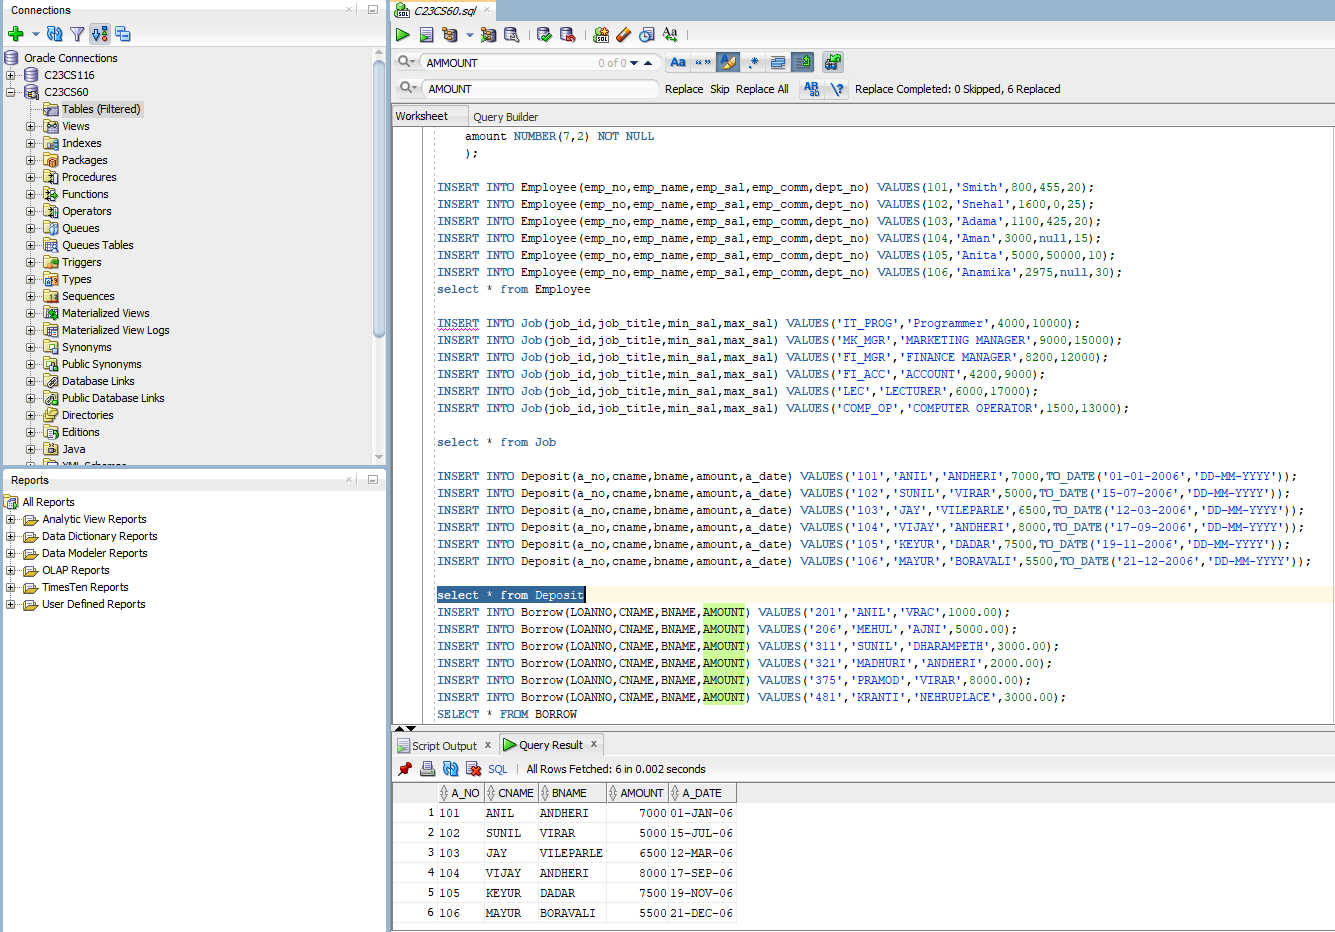 Connections
Oracle Connections
C23CS116
C23CS60
Tables (Filtered)
Views
Indexes
Packages
Procedures
Functions
Operators
Queues
Queues Tables
Triggers
Types
Sequences
Materialized Views
Materialized View Logs
Synonyms
Public Synonyms
Database Links
Public Database Links
Directories
Editions
Java
Reports
All Reports
Analytic View Reports
Data Dictionary Reports
Data Modeler Reports
OLAP Reports
TimesTen Reports
User Defined Reports
C23CS60.sql
AMMOUNT 0 of 0
AMOUNT Replace Skip Replace All Replace Completed: 0 Skipped, 6 Replaced
Worksheet Query Builder
amount NUMBER(7,2) NOT NULL
);
INSERT INTO Employee(emp_no,emp_name,emp_sal,emp_comm,dept_no) VALUES(101,'Smith',800,455,20);
INSERT INTO Employee(emp_no,emp_name,emp_sal,emp_comm,dept_no) VALUES(102,'Snehal',1600,0,25);
INSERT INTO Employee(emp_no,emp_name,emp_sal,emp_comm,dept_no) VALUES(103,'Adama',1100,425,20);
INSERT INTO Employee(emp_no,emp_name,emp_sal,emp_comm,dept_no) VALUES(104,'Aman',3000,null,15);
INSERT INTO Employee(emp_no,emp_name,emp_sal,emp_comm,dept_no) VALUES(105,'Anita',5000,50000,10);
INSERT INTO Employee(emp_no,emp_name,emp_sal,emp_comm,dept_no) VALUES(106,'Anamika',2975,null,30);
select * from Employee
INSERT INTO Job(job_id,job_title,min_sal,max_sal) VALUES('IT_PROG','Programmer',4000,10000);
INSERT INTO Job(job_id,job_title,min_sal,max_sal) VALUES('MK_MGR','MARKETING MANAGER',9000,15000);
INSERT INTO Job(job_id,job_title,min_sal,max_sal) VALUES('FI_MGR','FINANCE MANAGER',8200,12000);
INSERT INTO Job(job_id,job_title,min_sal,max_sal) VALUES('FI_ACC','ACCOUNT',4200,9000);
INSERT INTO Job(job_id,job_title,min_sal,max_sal) VALUES('LEC','LECTURER',6000,17000);
INSERT INTO Job(job_id,job_title,min_sal,max_sal) VALUES('COMP_OP','COMPUTER OPERATOR',1500,13000);
select * from Job
INSERT INTO Deposit(a_no,cname,bname,amount,a_date) VALUES('101','ANIL','ANDHERI',7000,TO_DATE('01-01-2006','DD-MM-YYYY'));
INSERT INTO Deposit(a_no,cname,bname,amount,a_date) VALUES('102','SUNIL','VIRAR',5000,TO_DATE('15-07-2006','DD-MM-YYYY'));
INSERT INTO Deposit(a_no,cname,bname,amount,a_date) VALUES('103','JAY','VILEPARLE',6500,TO_DATE('12-03-2006','DD-MM-YYYY'));
INSERT INTO Deposit(a_no,cname,bname,amount,a_date) VALUES('104','VIJAY','ANDHERI',8000,TO_DATE('17-09-2006','DD-MM-YYYY'));
INSERT INTO Deposit(a_no,cname,bname,amount,a_date) VALUES('105','KEYUR','DADAR',7500,TO_DATE('19-11-2006','DD-MM-YYYY'));
INSERT INTO Deposit(a_no,cname,bname,amount,a_date) VALUES('106','MAYUR','BORAVALI',5500,TO_DATE('21-12-2006','DD-MM-YYYY'));
select * from Deposit
INSERT INTO Borrow(LOANNO,CNAME,BNAME,AMOUNT) VALUES('201','ANIL','VRAC',1000.00);
INSERT INTO Borrow(LOANNO,CNAME,BNAME,AMOUNT) VALUES('206','MEHUL','AJNI',5000.00);
INSERT INTO Borrow(LOANNO,CNAME,BNAME,AMOUNT) VALUES('311','SUNIL','DHARAMPETH',3000.00);
INSERT INTO Borrow(LOANNO,CNAME,BNAME,AMOUNT) VALUES('321','MADHURI','ANDHERI',2000.00);
INSERT INTO Borrow(LOANNO,CNAME,BNAME,AMOUNT) VALUES('375','PRAMOD','VIRAR',8000.00);
INSERT INTO Borrow(LOANNO,CNAME,BNAME,AMOUNT) VALUES('481','KRANTI','NEHRUPLACE',3000.00);
SELECT * FROM BORROW
Script Output x Query Result x
SQL | All Rows Fetched: 6 in 0.002 seconds
A_NO CNAME BNAME AMOUNT A_DATE
1 101 ANIL ANDHERI 7000 01-JAN-06
2 102 SUNIL VIRAR 5000 15-JUL-06
3 103 JAY VILEPARLE 6500 12-MAR-06
4 104 VIJAY ANDHERI 8000 17-SEP-06
5 105 KEYUR DADAR 7500 19-NOV-06
6 106 MAYUR BORAVALI 5500 21-DEC-06